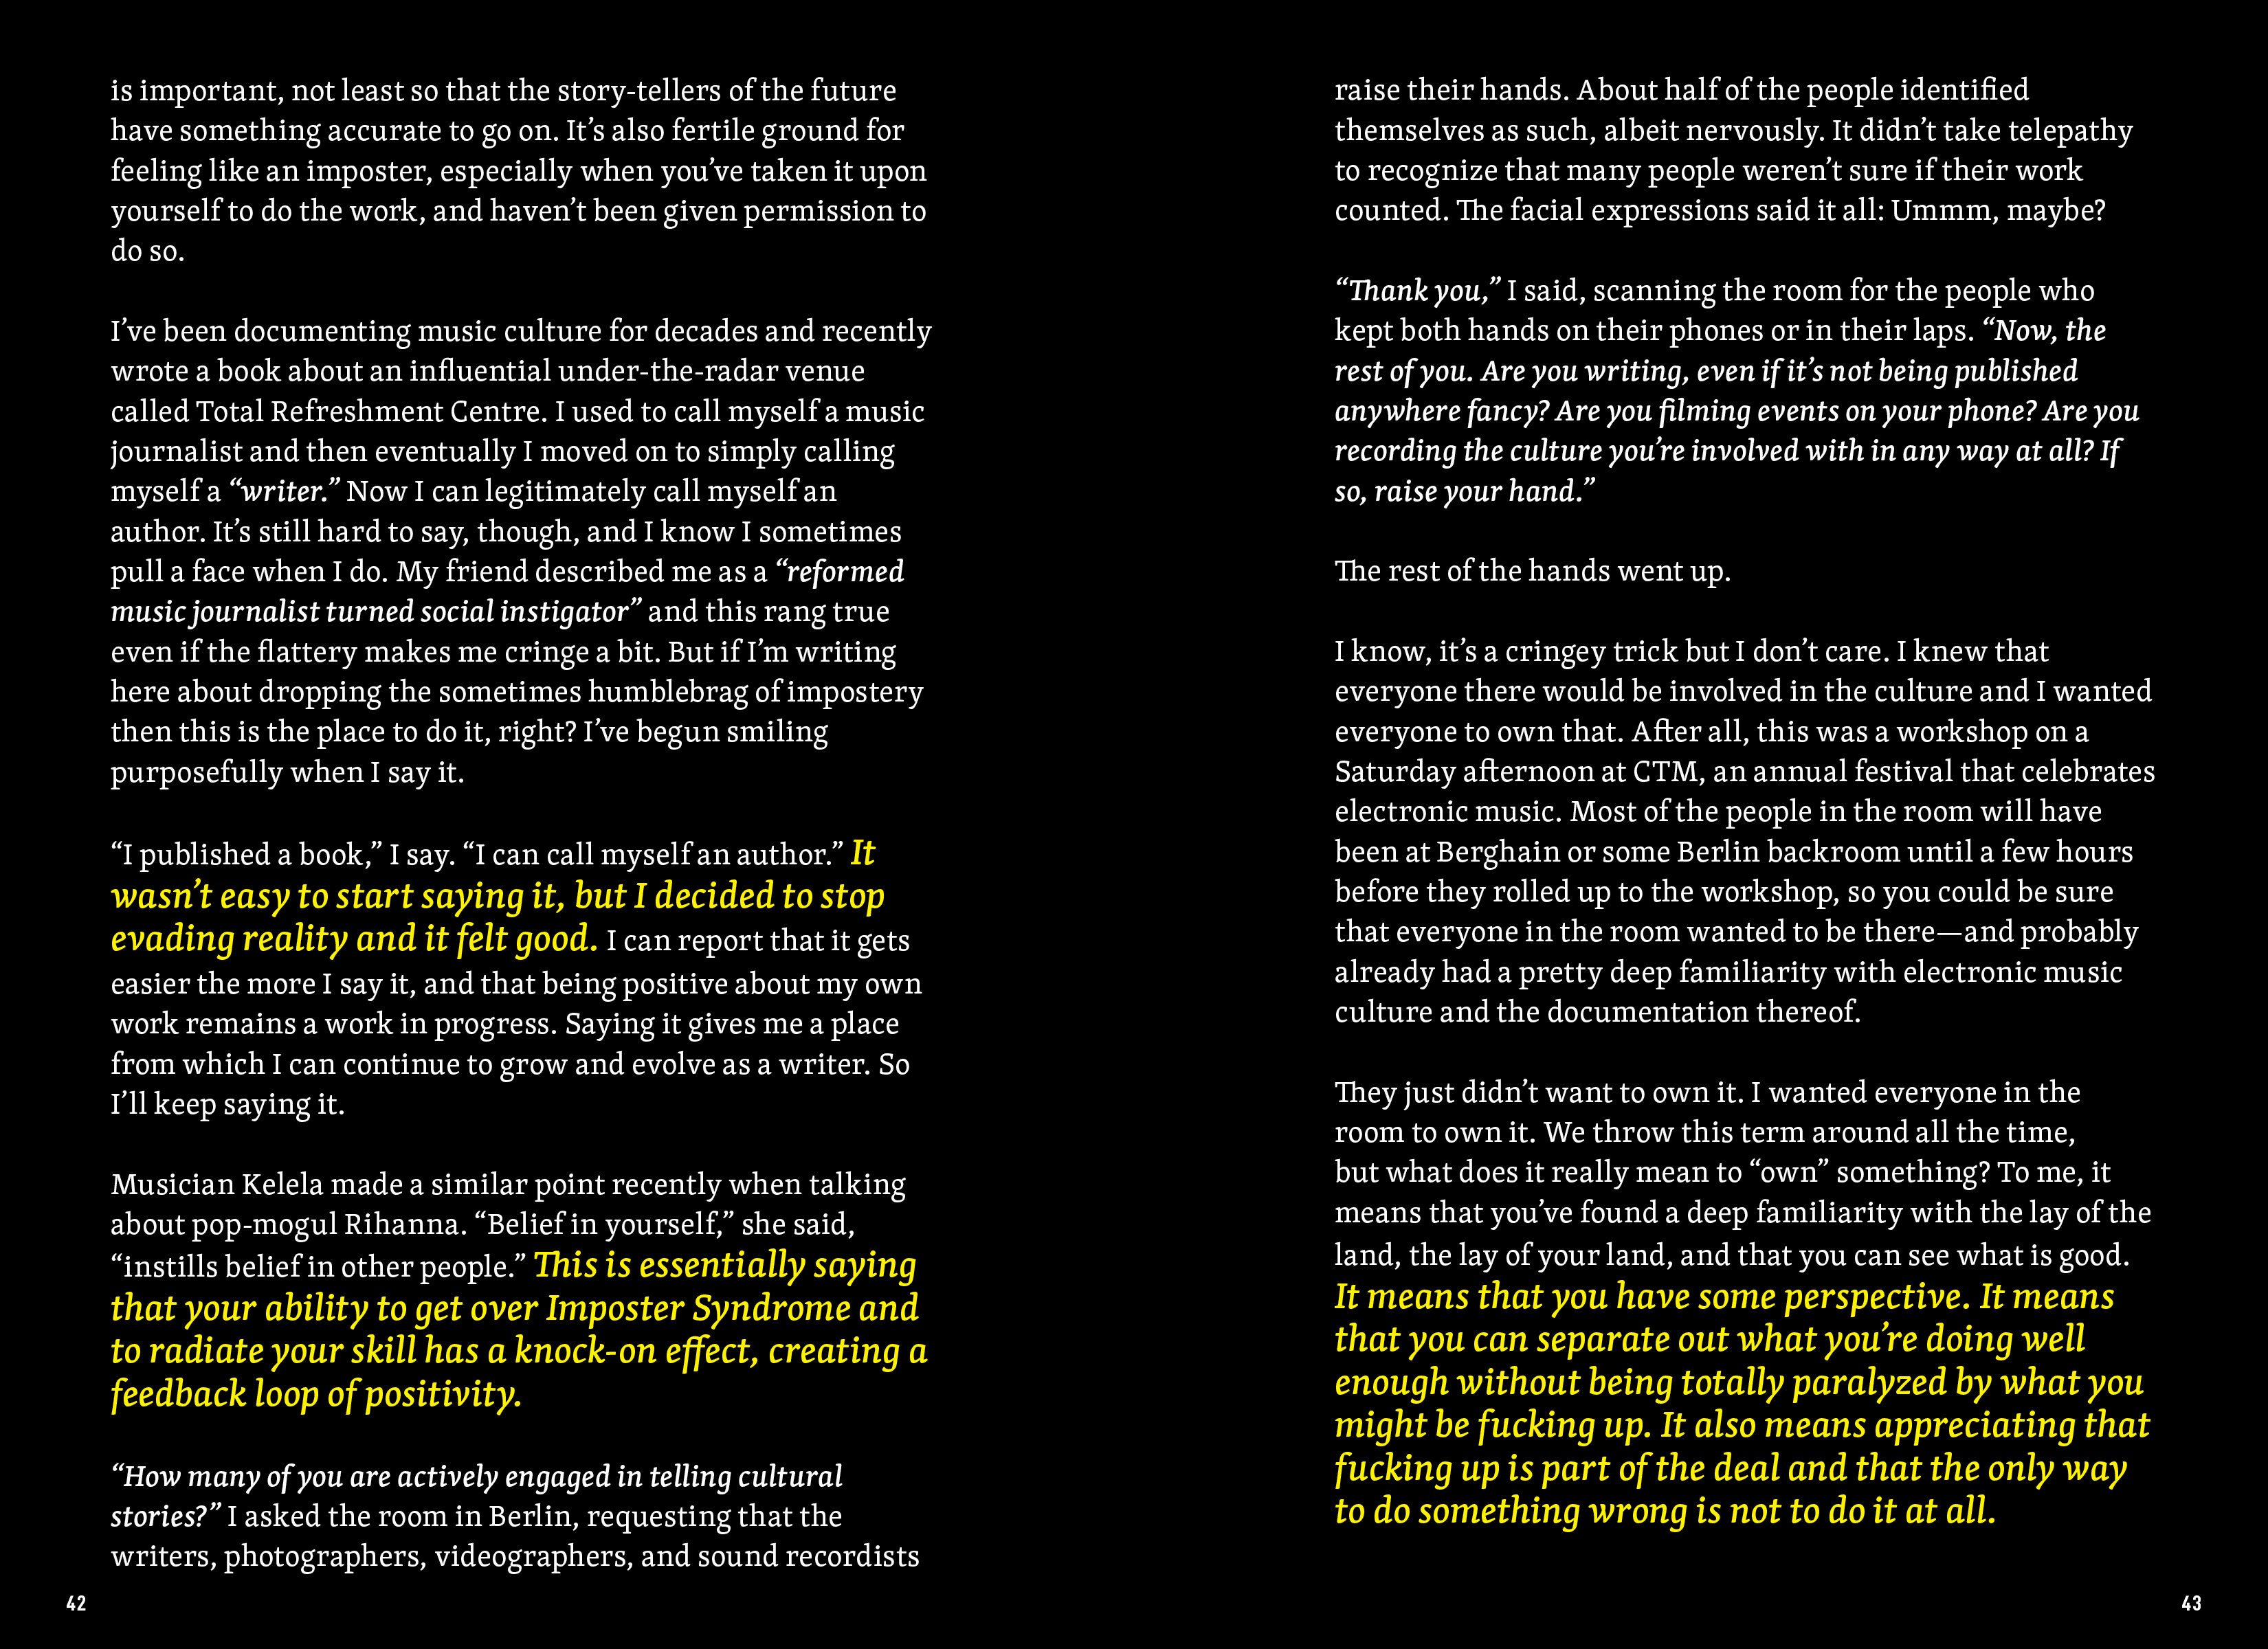 is important, not least so that the story-tellers of the future
have something accurate to go on. It’s also fertile ground for
feeling like an imposter, especially when you’ve taken it upon
yourself to do the work, and haven’t been given permission to
do so.
I’ve been documenting music culture for decades and recently
wrote a book about an influential under-the-radar venue
called Total Refreshment Centre. I used to call myself a music
journalist and then eventually I moved on to simply calling
myself a “writer.” Now I can legitimately call myself an
author. It’s still hard to say, though, and I know I sometimes
pull a face when I do. My friend described me as a “reformed
music journalist turned social instigator” and this rang true
even if the flattery makes me cringe a bit. But if I’m writing
here about dropping the sometimes humblebrag of impostery
then this is the place to do it, right? I’ve begun smiling
purposefully when I say it.
“I published a book,” I say. “I can call myself an author.” It
wasn’t easy to start saying it, but I decided to stop
evading reality and it felt good. I can report that it gets
easier the more I say it, and that being positive about my own
work remains a work in progress. Saying it gives me a place
from which I can continue to grow and evolve as a writer. So
I’ll keep saying it.
Musician Kelela made a similar point recently when talking
about pop-mogul Rihanna. “Belief in yourself,” she said,
“instills belief in other people.” This is essentially saying
that your ability to get over Imposter Syndrome and
to radiate your skill has a knock-on effect, creating a
feedback loop of positivity.
“How many of you are actively engaged in telling cultural
stories?” I asked the room in Berlin, requesting that the
writers, photographers, videographers, and sound recordists
42
raise their hands. About half of the people identified
themselves as such, albeit nervously. It didn’t take telepathy
to recognize that many people weren’t sure if their work
counted. The facial expressions said it all: Ummm, maybe?
“Thank you,” I said, scanning the room for the people who
kept both hands on their phones or in their laps. “Now, the
rest of you. Are you writing, even if it’s not being published
anywhere fancy? Are you filming events on your phone? Are you
recording the culture you’re involved with in any way at all? If
so, raise your hand.”
The rest of the hands went up.
I know, it’s a cringey trick but I don’t care. I knew that
everyone there would be involved in the culture and I wanted
everyone to own that. After all, this was a workshop on a
Saturday afternoon at CTM, an annual festival that celebrates
electronic music. Most of the people in the room will have
been at Berghain or some Berlin backroom until a few hours
before they rolled up to the workshop, so you could be sure
that everyone in the room wanted to be there—and probably
already had a pretty deep familiarity with electronic music
culture and the documentation thereof.
They just didn’t want to own it. I wanted everyone in the
room to own it. We throw this term around all the time,
but what does it really mean to “own” something? To me, it
means that you’ve found a deep familiarity with the lay of the
land, the lay of your land, and that you can see what is good.
It means that you have some perspective. It means
that you can separate out what you’re doing well
enough without being totally paralyzed by what you
might be fucking up. It also means appreciating that
fucking up is part of the deal and that the only way
to do something wrong is not to do it at all.
43